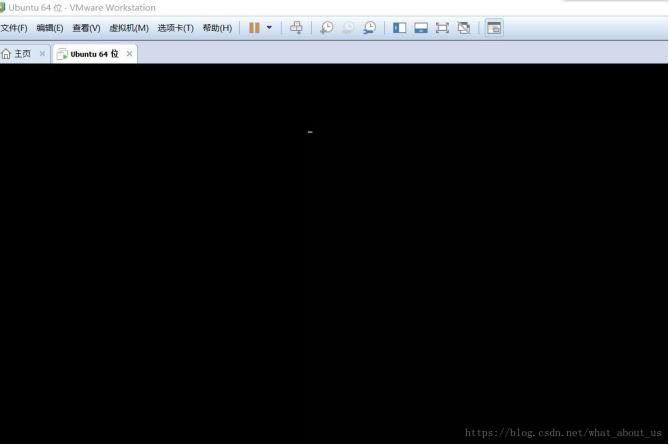 Ubuntu 64 位 - VMware Workstation
文件(F) 编辑(E) 查看(V) 虚拟机(M) 选项卡(T) 帮助(H)
主页 Ubuntu 64 位
https://blog.csdn.net/what_about_us